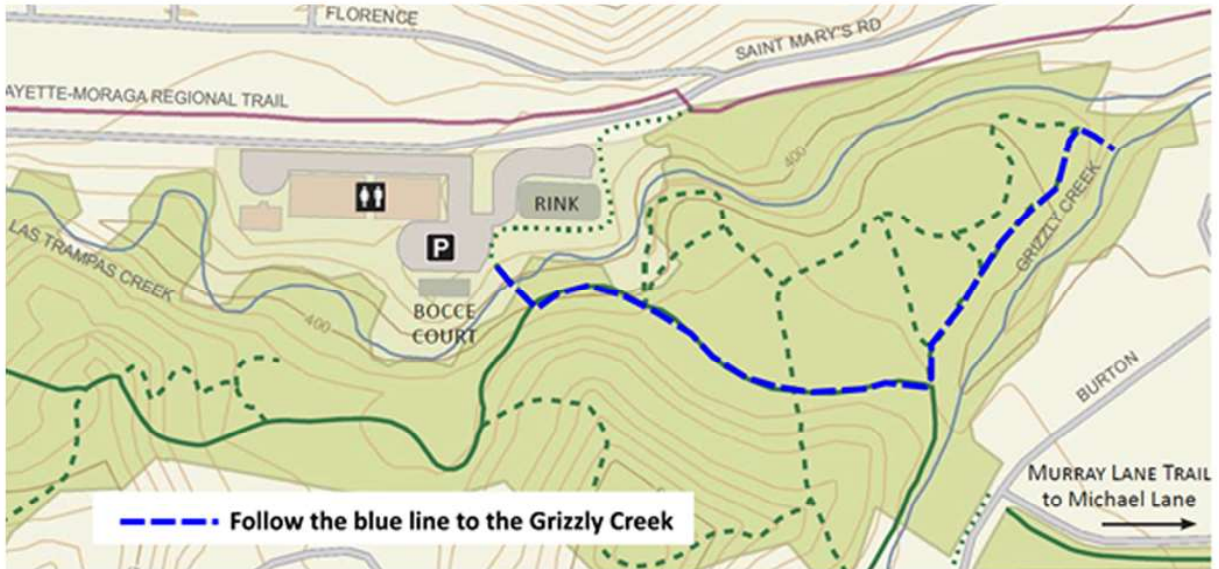 FLORENCE
SAINT MARY'S RD
AYETTE-MORAGA REGIONAL TRAIL
400
RINK
P
GRIZZLY CREEK
LAS TRAMPAS CREEK
BOCCE
COURT
400
BURTON
MURRAY LANE TRAIL
to Michael Lane
Follow the blue line to the Grizzly Creek